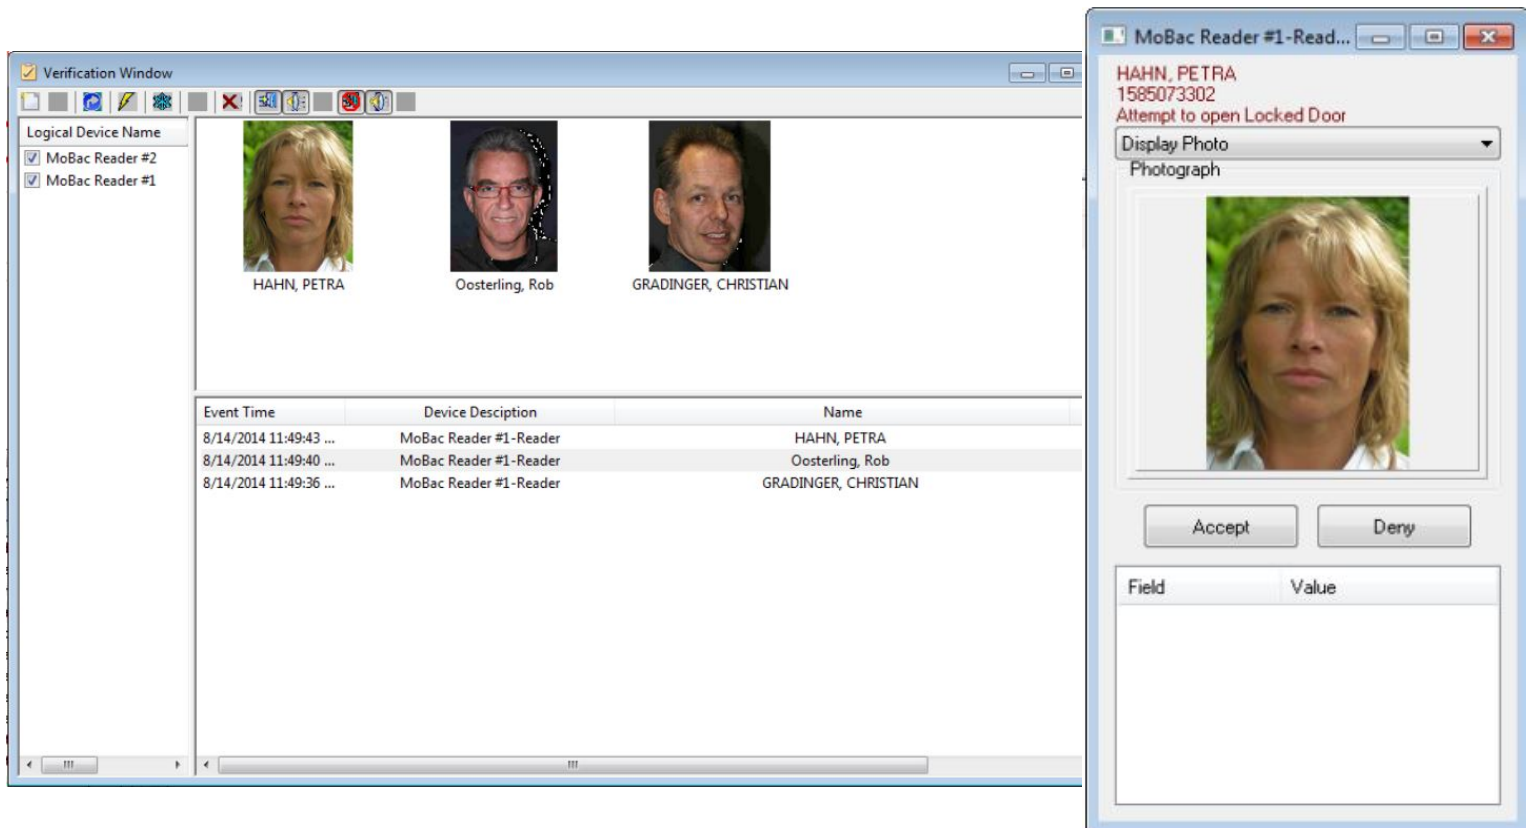 Verification Window
Logical Device Name
MoBac Reader #2
MoBac Reader #1
HAHN, PETRA
Oosterling, Rob
GRADINGER, CHRISTIAN
Event Time Device Desciption Name
8/14/2014 11:49:43 ... MoBac Reader #1-Reader HAHN, PETRA
8/14/2014 11:49:40 ... MoBac Reader #1-Reader Oosterling, Rob
8/14/2014 11:49:36 ... MoBac Reader #1-Reader GRADINGER, CHRISTIAN
MoBac Reader #1-Read...
HAHN, PETRA
1585073302
Attempt to open Locked Door
Display Photo
Photograph
Accept Deny
Field Value